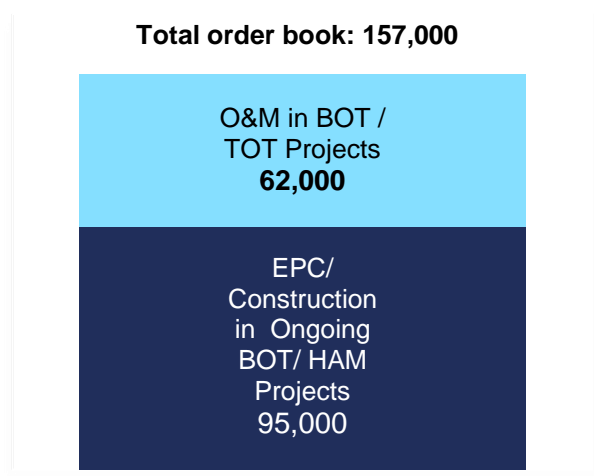 Total order book: 157,000
O&M in BOT /
TOT Projects
62,000
EPC/
Construction
in Ongoing
BOT/ HAM
Projects
95,000